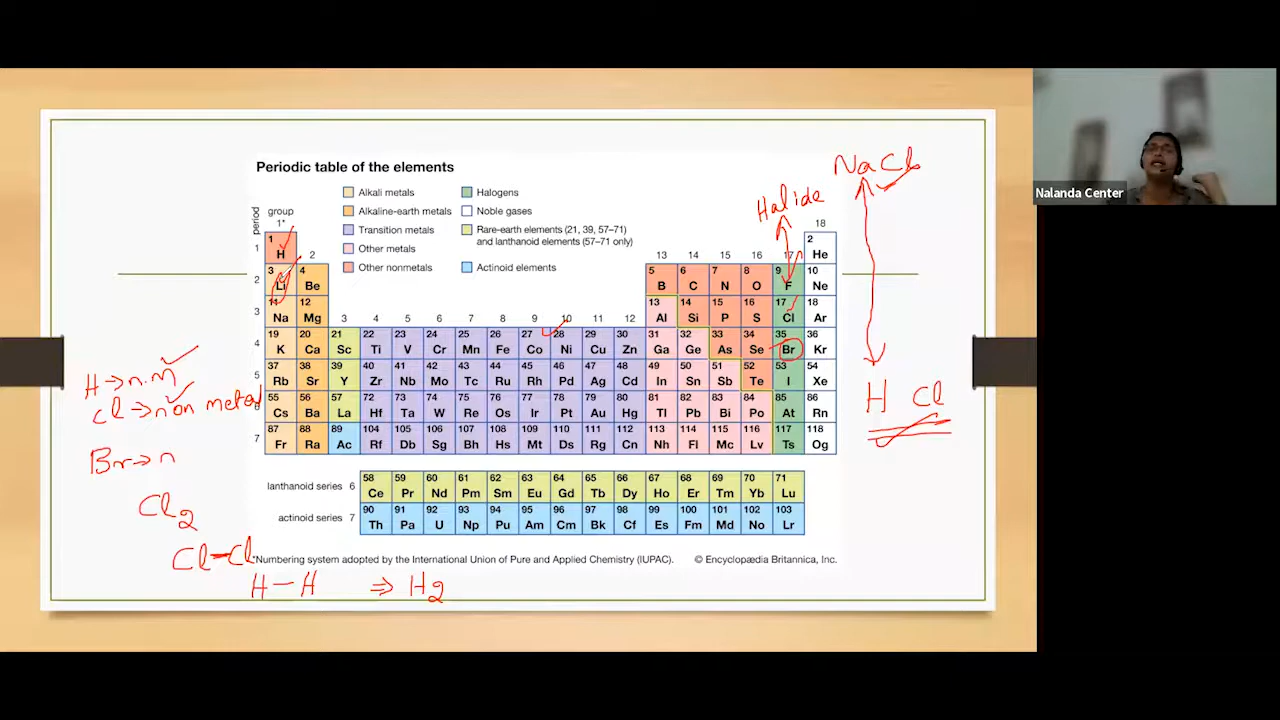 Periodic table of the elements
NaCl
Nalanda Center
Halide
Alkali metals
Alkaline-earth metals
Transition metals
Other metals
Other nonmetals
Halogens
Noble gases
Rare-earth elements (21, 39, 57–71)
and lanthanoid elements (57–71 only)
Actinoid elements
period
group
1* 2 3 4 5 6 7 8 9 10 11 12 13 14 15 16 17 18
1 1 H 2 He
2 3 Li 4 Be 5 B 6 C 7 N 8 O 9 F 10 Ne
3 11 Na 12 Mg 13 Al 14 Si 15 P 16 S 17 Cl 18 Ar
4 19 K 20 Ca 21 Sc 22 Ti 23 V 24 Cr 25 Mn 26 Fe 27 Co 28 Ni 29 Cu 30 Zn 31 Ga 32 Ge 33 As 34 Se 35 Br 36 Kr
5 37 Rb 38 Sr 39 Y 40 Zr 41 Nb 42 Mo 43 Tc 44 Ru 45 Rh 46 Pd 47 Ag 48 Cd 49 In 50 Sn 51 Sb 52 Te 53 I 54 Xe
6 55 Cs 56 Ba 57 La 72 Hf 73 Ta 74 W 75 Re 76 Os 77 Ir 78 Pt 79 Au 80 Hg 81 Tl 82 Pb 83 Bi 84 Po 85 At 86 Rn
7 87 Fr 88 Ra 89 Ac 104 Rf 105 Db 106 Sg 107 Bh 108 Hs 109 Mt 110 Ds 111 Rg 112 Cn 113 Nh 114 Fl 115 Mc 116 Lv 117 Ts 118 Og
lanthanoid series 6 58 Ce 59 Pr 60 Nd 61 Pm 62 Sm 63 Eu 64 Gd 65 Tb 66 Dy 67 Ho 68 Er 69 Tm 70 Yb 71 Lu
actinoid series 7 90 Th 91 Pa 92 U 93 Np 94 Pu 95 Am 96 Cm 97 Bk 98 Cf 99 Es 100 Fm 101 Md 102 No 103 Lr
*Numbering system adopted by the International Union of Pure and Applied Chemistry (IUPAC). © Encyclopædia Britannica, Inc.
H → n.m
Cl → non metal
Br → n
Cl2
Cl–Cl
H – H ⇒ H2
H Cl